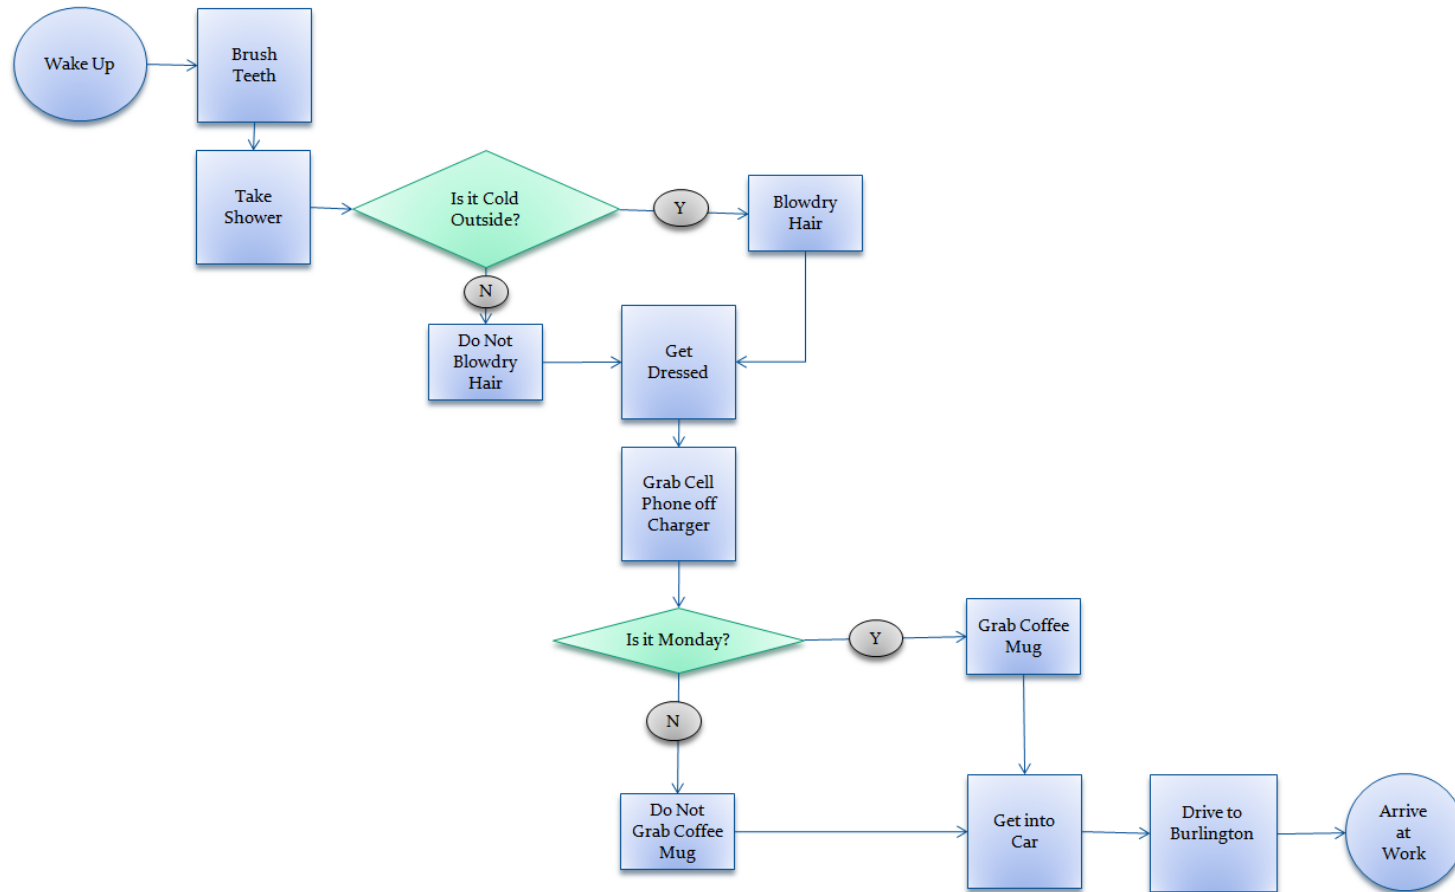 Wake Up
Brush
Teeth
Take
Shower
Is it Cold
Outside?
Y
Blowdry
Hair
N
Do Not
Blowdry
Hair
Get
Dressed
Grab Cell
Phone off
Charger
Is it Monday?
Y
Grab Coffee
Mug
N
Do Not
Grab Coffee
Mug
Get into
Car
Drive to
Burlington
Arrive
at
Work